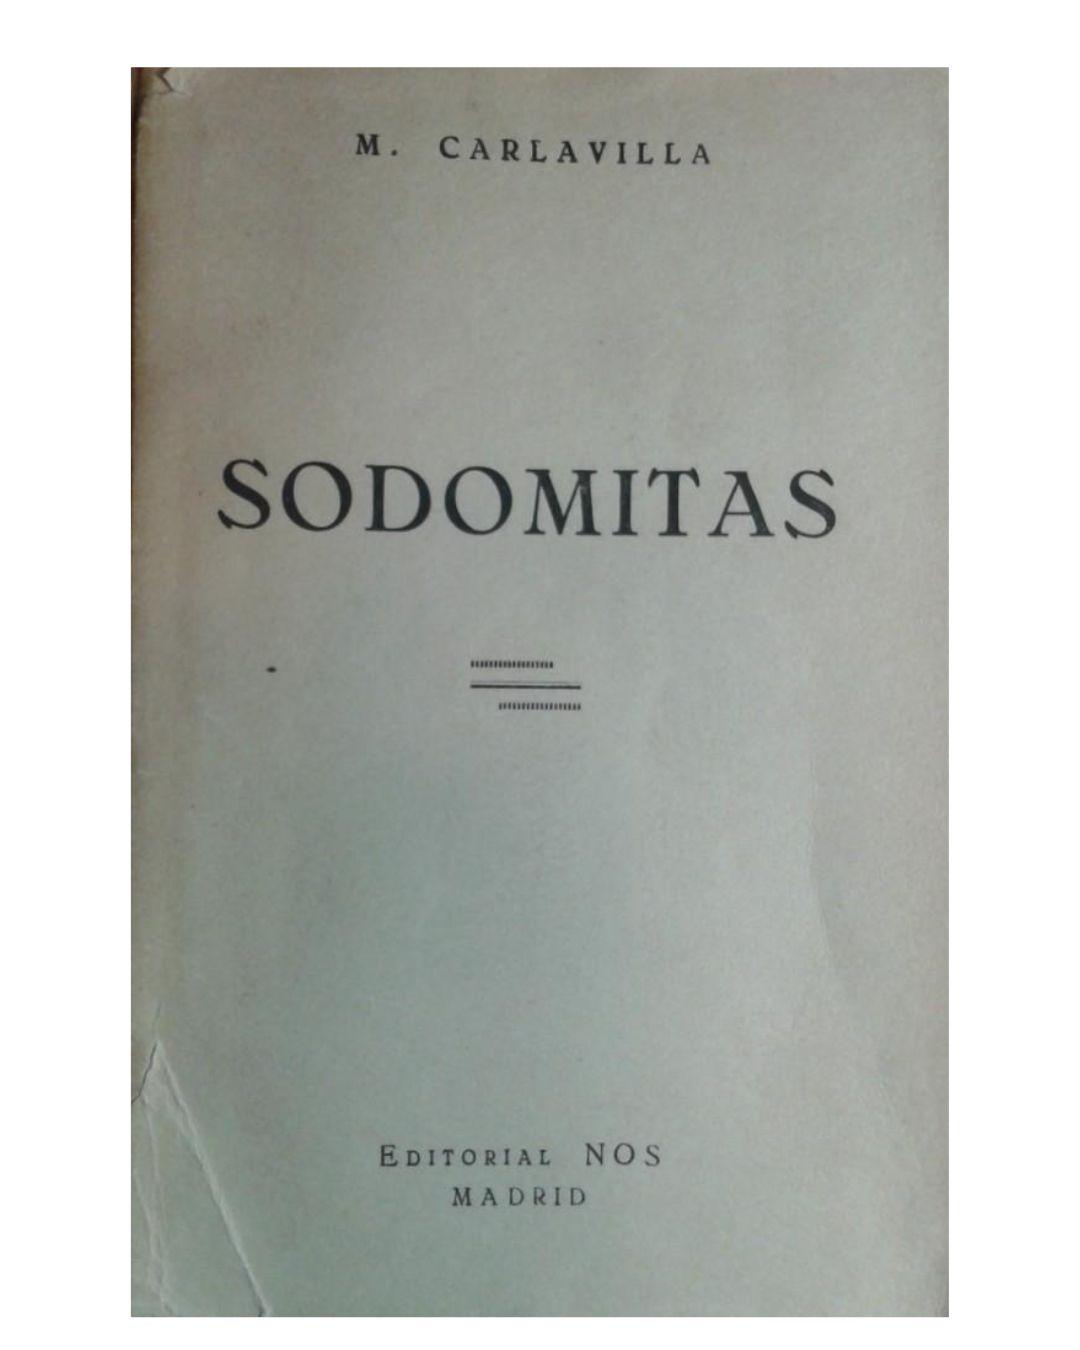 M. CARLAVILLA
SODOMITAS
EDITORIAL NOS
MADRID